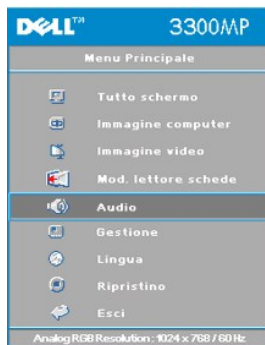 DELL™ 3300MP
Menu Principale
Tutto schermo
Immagine computer
Immagine video
Mod. lettore schede
Audio
Gestione
Lingua
Ripristino
Esci
Analog RGB Resolution : 1024 x 768 / 60 Hz